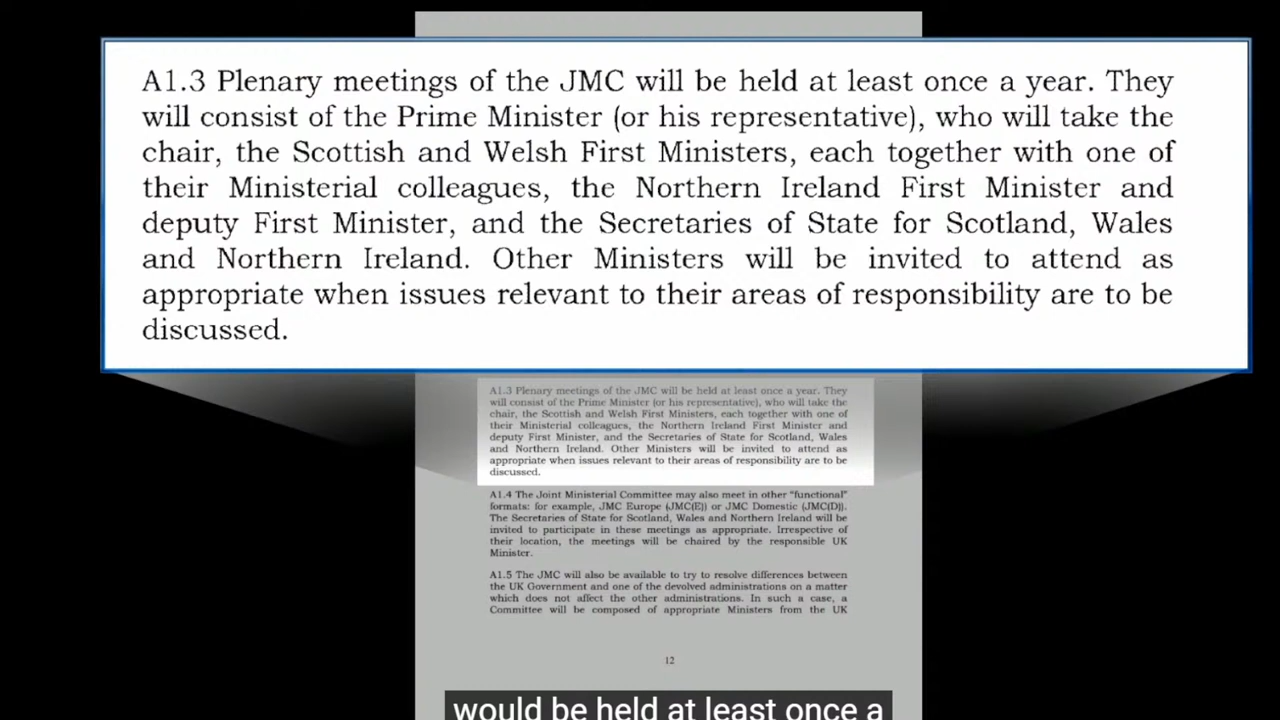 A1.3 Plenary meetings of the JMC will be held at least once a year. They
will consist of the Prime Minister (or his representative), who will take the
chair, the Scottish and Welsh First Ministers, each together with one of
their Ministerial colleagues, the Northern Ireland First Minister and
deputy First Minister, and the Secretaries of State for Scotland, Wales
and Northern Ireland. Other Ministers will be invited to attend as
appropriate when issues relevant to their areas of responsibility are to be
discussed.
A1.3 Plenary meetings of the JMC will be held at least once a year. They
will consist of the Prime Minister (or his representative), who will take the
chair, the Scottish and Welsh First Ministers, each together with one of
their Ministerial colleagues, the Northern Ireland First Minister and
deputy First Minister, and the Secretaries of State for Scotland, Wales
and Northern Ireland. Other Ministers will be invited to attend as
appropriate when issues relevant to their areas of responsibility are to be
discussed.
A1.4 The Joint Ministerial Committee may also meet in other "functional"
formats: for example, JMC Europe (JMC(E)) or JMC Domestic (JMC(D)).
The Secretaries of State for Scotland, Wales and Northern Ireland will be
invited to participate in these meetings as appropriate. Irrespective of
their location, the meetings will be chaired by the responsible UK
Minister.
A1.5 The JMC will also be available to try to resolve differences between
the UK Government and one of the devolved administrations on a matter
which does not affect the other administrations. In such a case, a
Committee will be composed of appropriate Ministers from the UK
12
would be held at least once a